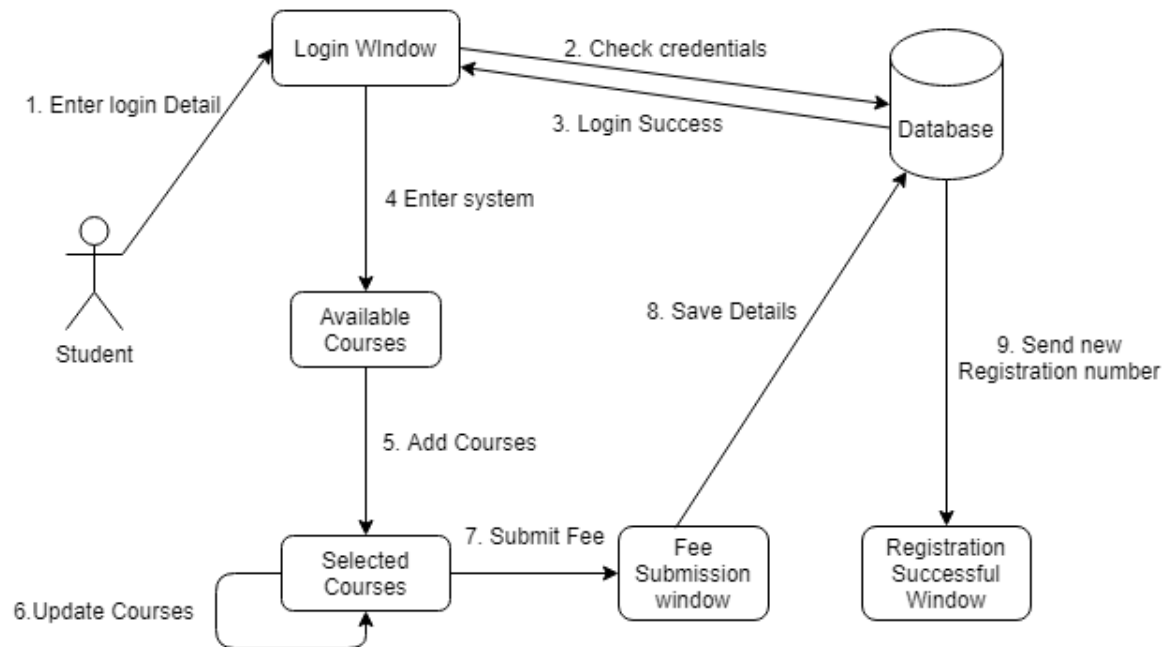 Login WIndow
2. Check credentials
1. Enter login Detail
3. Login Success
Database
4 Enter system
Student
Available
Courses
8. Save Details
9. Send new
Registration number
5. Add Courses
Selected
Courses
7. Submit Fee
Fee
Submission
window
Registration
Successful
Window
6.Update Courses